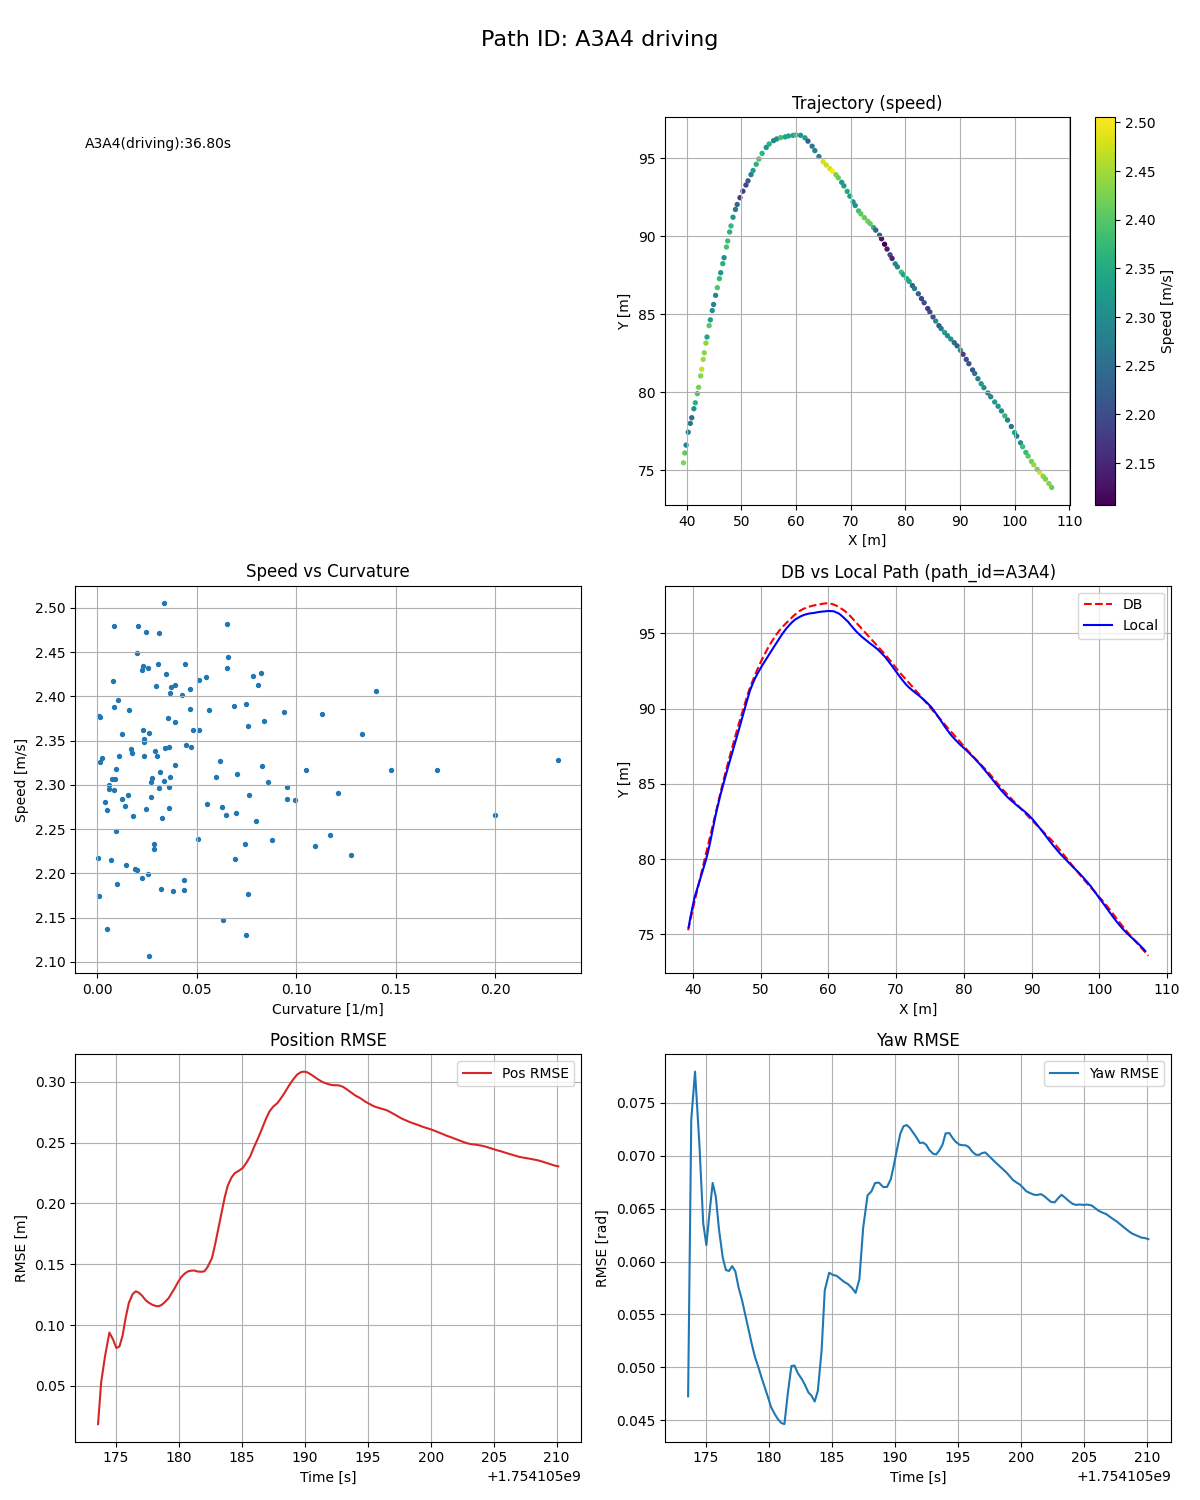 Path ID: A3A4 driving
A3A4(driving):36.80s
Trajectory (speed)
Y [m]
95
90
85
80
75
40 50 60 70 80 90 100 110
X [m]
2.50
2.45
2.40
2.35
2.30
2.25
2.20
2.15
Speed [m/s]
Speed vs Curvature
Speed [m/s]
2.50
2.45
2.40
2.35
2.30
2.25
2.20
2.15
2.10
0.00 0.05 0.10 0.15 0.20
Curvature [1/m]
DB vs Local Path (path_id=A3A4)
DB
Local
Y [m]
95
90
85
80
75
40 50 60 70 80 90 100 110
X [m]
Position RMSE
Pos RMSE
RMSE [m]
0.30
0.25
0.20
0.15
0.10
0.05
175 180 185 190 195 200 205 210
Time [s]
+1.754105e9
Yaw RMSE
Yaw RMSE
RMSE [rad]
0.075
0.070
0.065
0.060
0.055
0.050
0.045
175 180 185 190 195 200 205 210
Time [s]
+1.754105e9